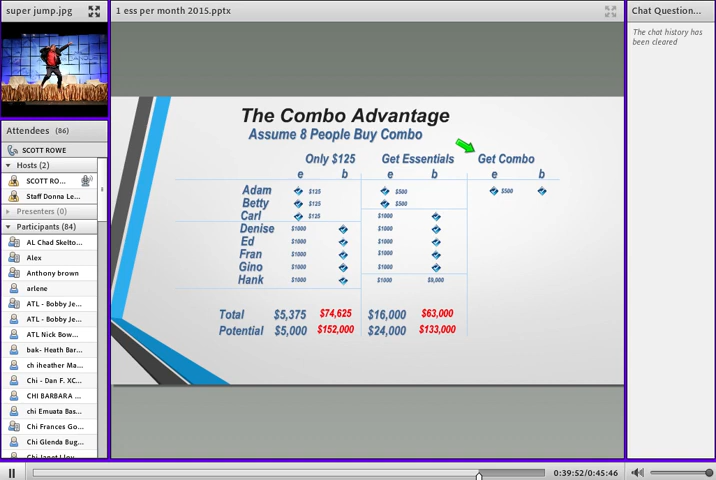 super jump.jpg
1 ess per month 2015.pptx
Chat Question...
The chat history has
been cleared
Attendees (86)
SCOTT ROWE
Hosts (2)
SCOTT RO...
Staff Donna Le...
Presenters (0)
Participants (84)
AL Chad Skelto...
Alex
Anthony brown
arlene
ATL - Bobby Je...
ATL - Bobby Je...
ATL Nick Bow...
bak- Heath Bar...
ch iheather Ma...
Chi - Dan F. XC...
CHI BARBARA ...
chi Emuata Bas...
Chi Frances Go...
Chi Glenda Bug...
Chi Janet Lloy...
The Combo Advantage
Assume 8 People Buy Combo
Only $125 Get Essentials Get Combo
e b e b e b
Adam $125 $500 $500
Betty $125 $500
Carl $125 $1000
Denise $1000 $1000
Ed $1000 $1000
Fran $1000 $1000
Gino $1000 $1000
Hank $1000 $1000 $9,000
Total $5,375 $74,625 $16,000 $63,000
Potential $5,000 $152,000 $24,000 $133,000
0:39:52/0:45:46